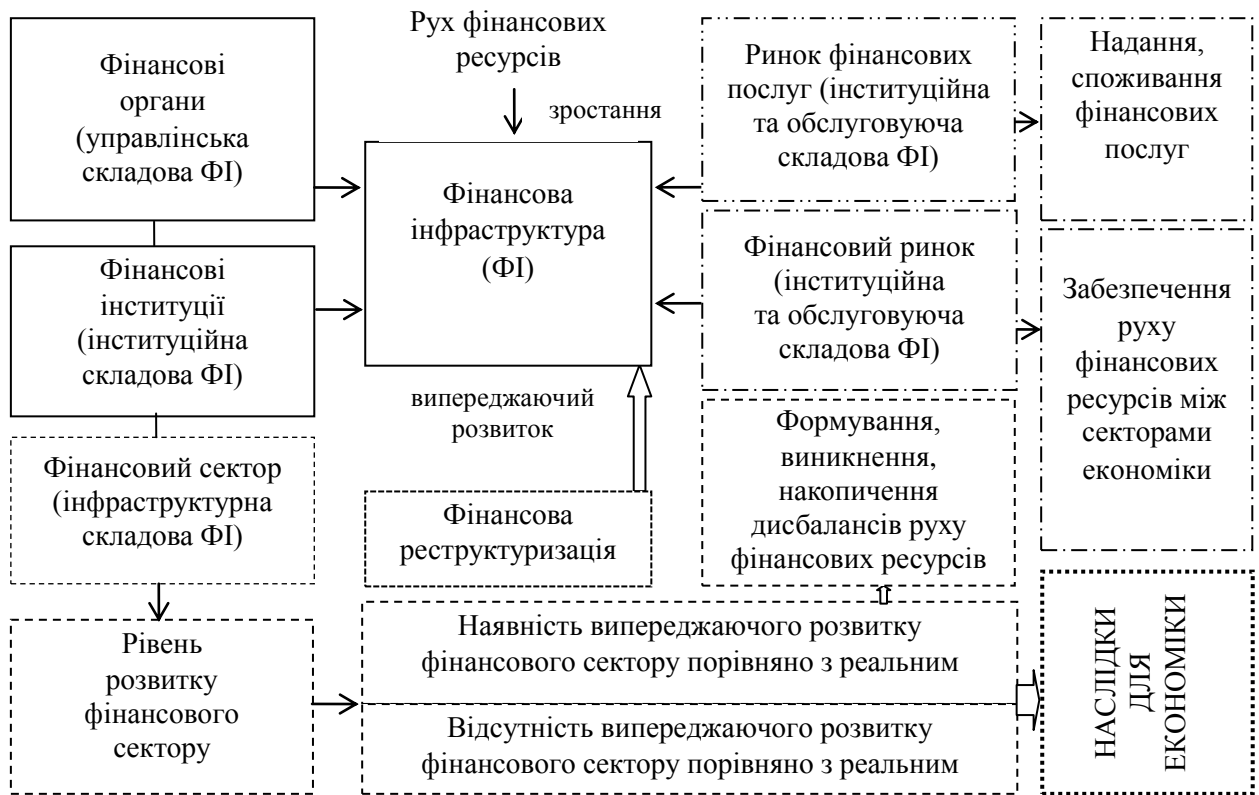 Фінансові
органи
(управлінська
складова ФІ)
Фінансові
інституції
(інституційна
складова ФІ)
Фінансовий сектор
(інфраструктурна
складова ФІ)
Рівень
розвитку
фінансового
сектору
Рух фінансових
ресурсів
зростання
Фінансова
інфраструктура
(ФІ)
випереджаючий
розвиток
Фінансова
реструктуризація
Ринок фінансових
послуг (інституційна
та обслуговуюча
складова ФІ)
Фінансовий ринок
(інституційна
та обслуговуюча
складова ФІ)
Формування,
виникнення,
накопичення
дисбалансів руху
фінансових ресурсів
Наявність випереджаючого розвитку
фінансового сектору порівняно з реальним
Відсутність випереджаючого розвитку
фінансового сектору порівняно з реальним
Надання,
споживання
фінансових
послуг
Забезпечення
руху
фінансових
ресурсів між
секторами
економіки
НАСЛІДКИ
ДЛЯ
ЕКОНОМІКИ